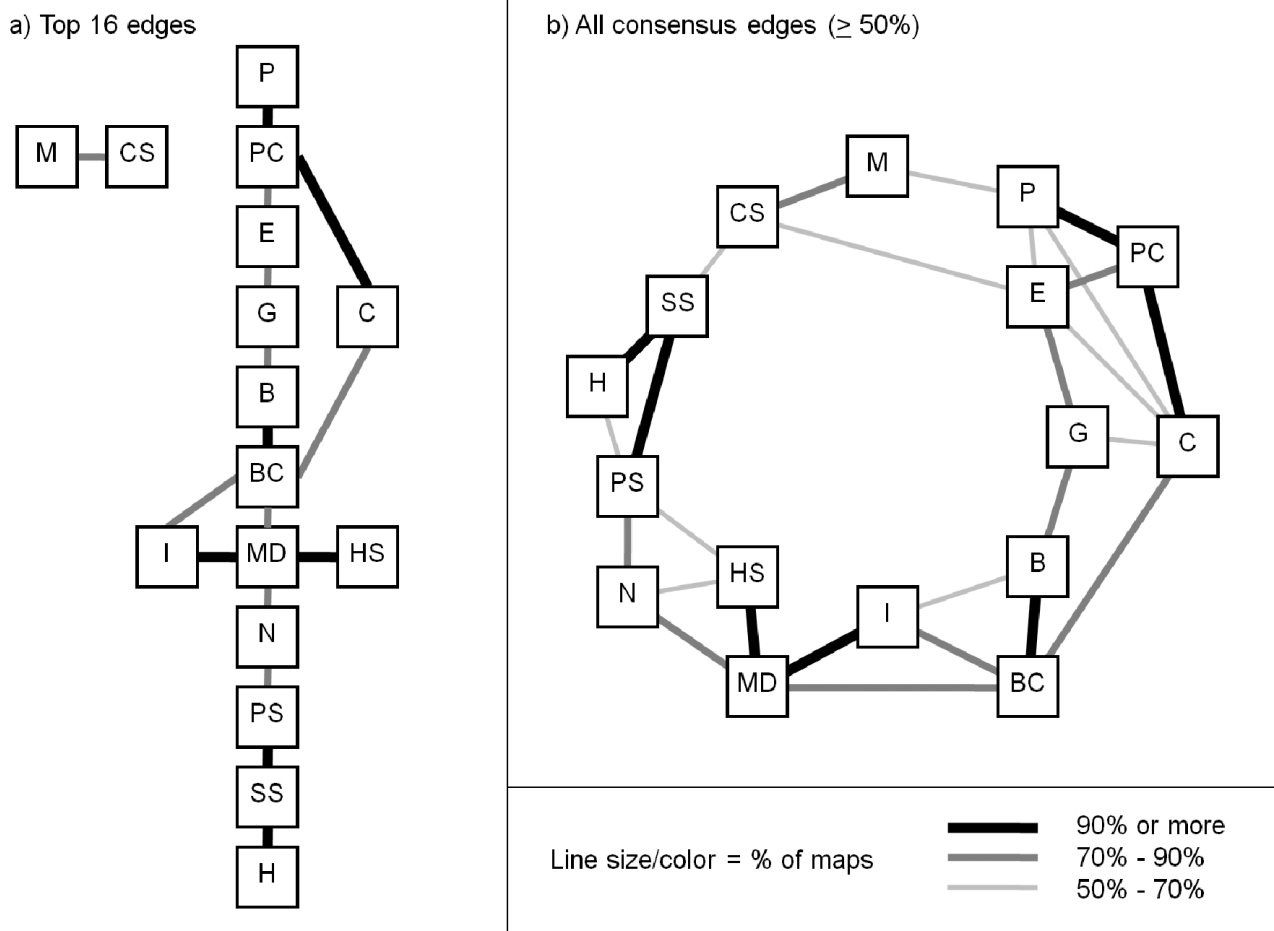 a) Top 16 edges
P
M
CS
PC
E
G
C
B
BC
I
MD
HS
N
PS
SS
H
b) All consensus edges (≥ 50%)
M
P
CS
PC
E
SS
H
G
C
PS
B
HS
N
I
MD
BC
Line size/color = % of maps
90% or more
70% - 90%
50% - 70%